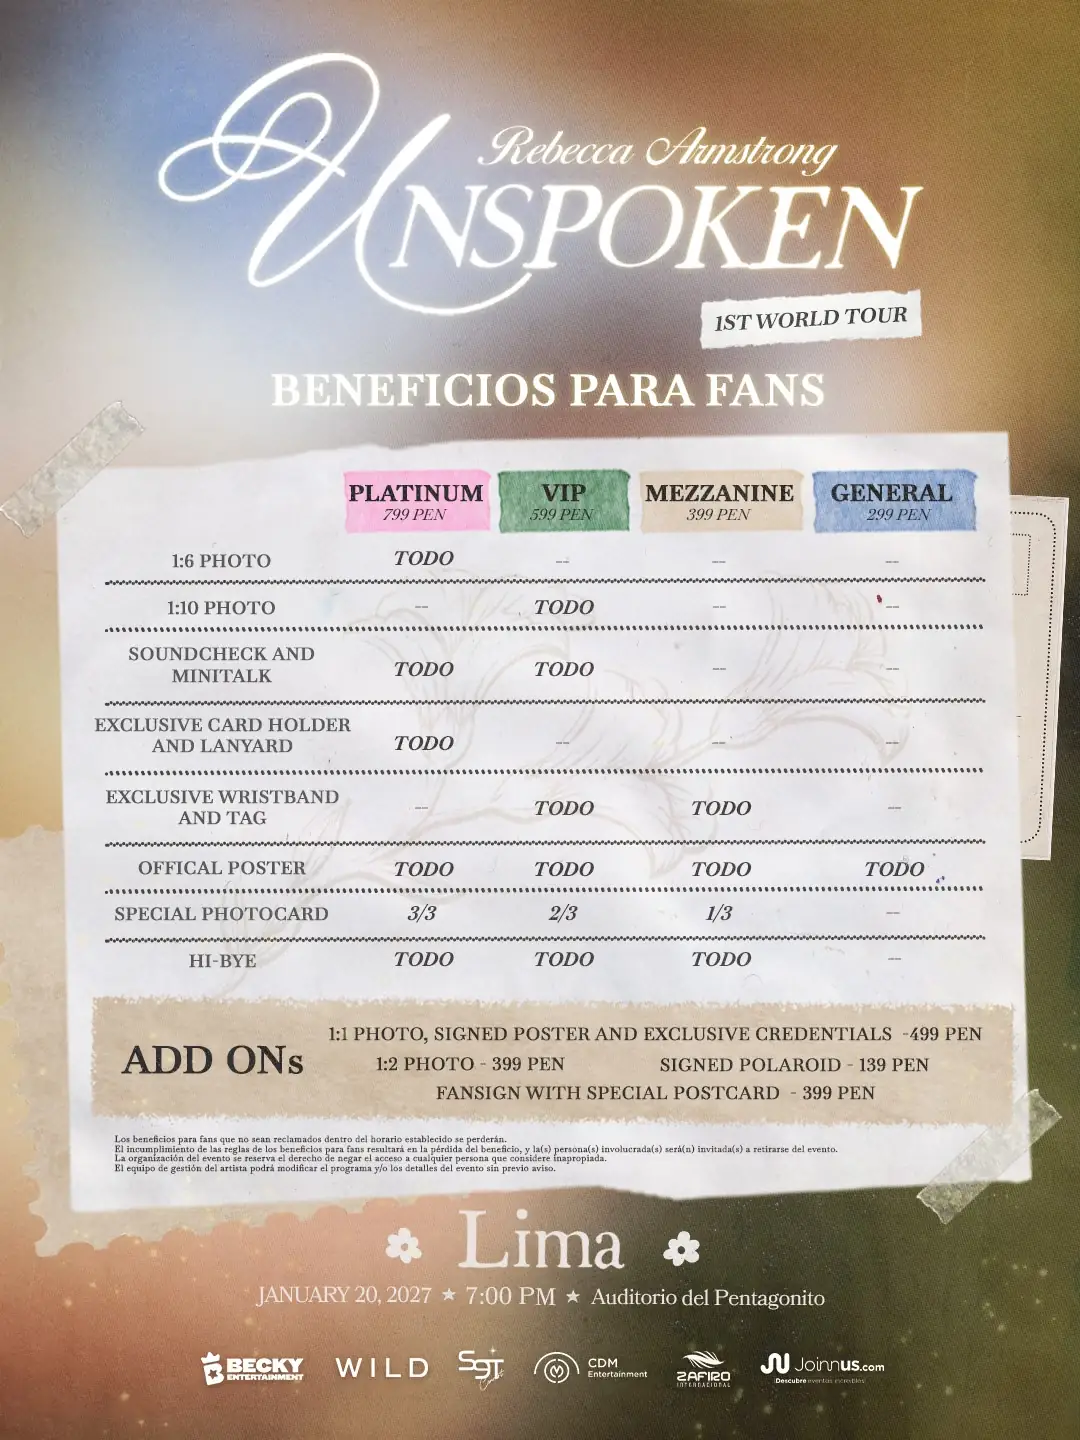 Rebecca Armstrong
UNSPOKEN
1ST WORLD TOUR
BENEFICIOS PARA FANS
PLATINUM VIP MEZZANINE GENERAL
799 PEN 599 PEN 399 PEN 299 PEN
1:6 PHOTO TODO -- -- --
1:10 PHOTO -- TODO -- --
SOUNDCHECK AND
MINITALK TODO TODO -- --
EXCLUSIVE CARD HOLDER
AND LANYARD TODO -- -- --
EXCLUSIVE WRISTBAND
AND TAG -- TODO TODO --
OFFICAL POSTER TODO TODO TODO TODO
SPECIAL PHOTOCARD 3/3 2/3 1/3 --
HI-BYE TODO TODO TODO --
ADD ONs
1:1 PHOTO, SIGNED POSTER AND EXCLUSIVE CREDENTIALS -499 PEN
1:2 PHOTO - 399 PEN SIGNED POLAROID - 139 PEN
FANSIGN WITH SPECIAL POSTCARD - 399 PEN
Los beneficios para fans que no sean reclamados dentro del horario establecido se perderán.
El incumplimiento de las reglas de los beneficios para fans resultará en la pérdida del beneficio, y la(s) persona(s) involucrada(s) será(n) invitada(s) a retirarse del evento.
La organización del evento se reserva el derecho de negar el acceso a cualquier persona que considere inapropiada.
El equipo de gestión del artista podrá modificar el programa y/o los detalles del evento sin previo aviso.
Lima
JANUARY 20, 2027 ★ 7:00 PM ★ Auditorio del Pentagonito
BECKY
ENTERTAINMENT
WILD
SGT
CDM
Entertainment
ZAFIRO
INTERNACIONAL
Joinnus.com
Descubre eventos increíbles